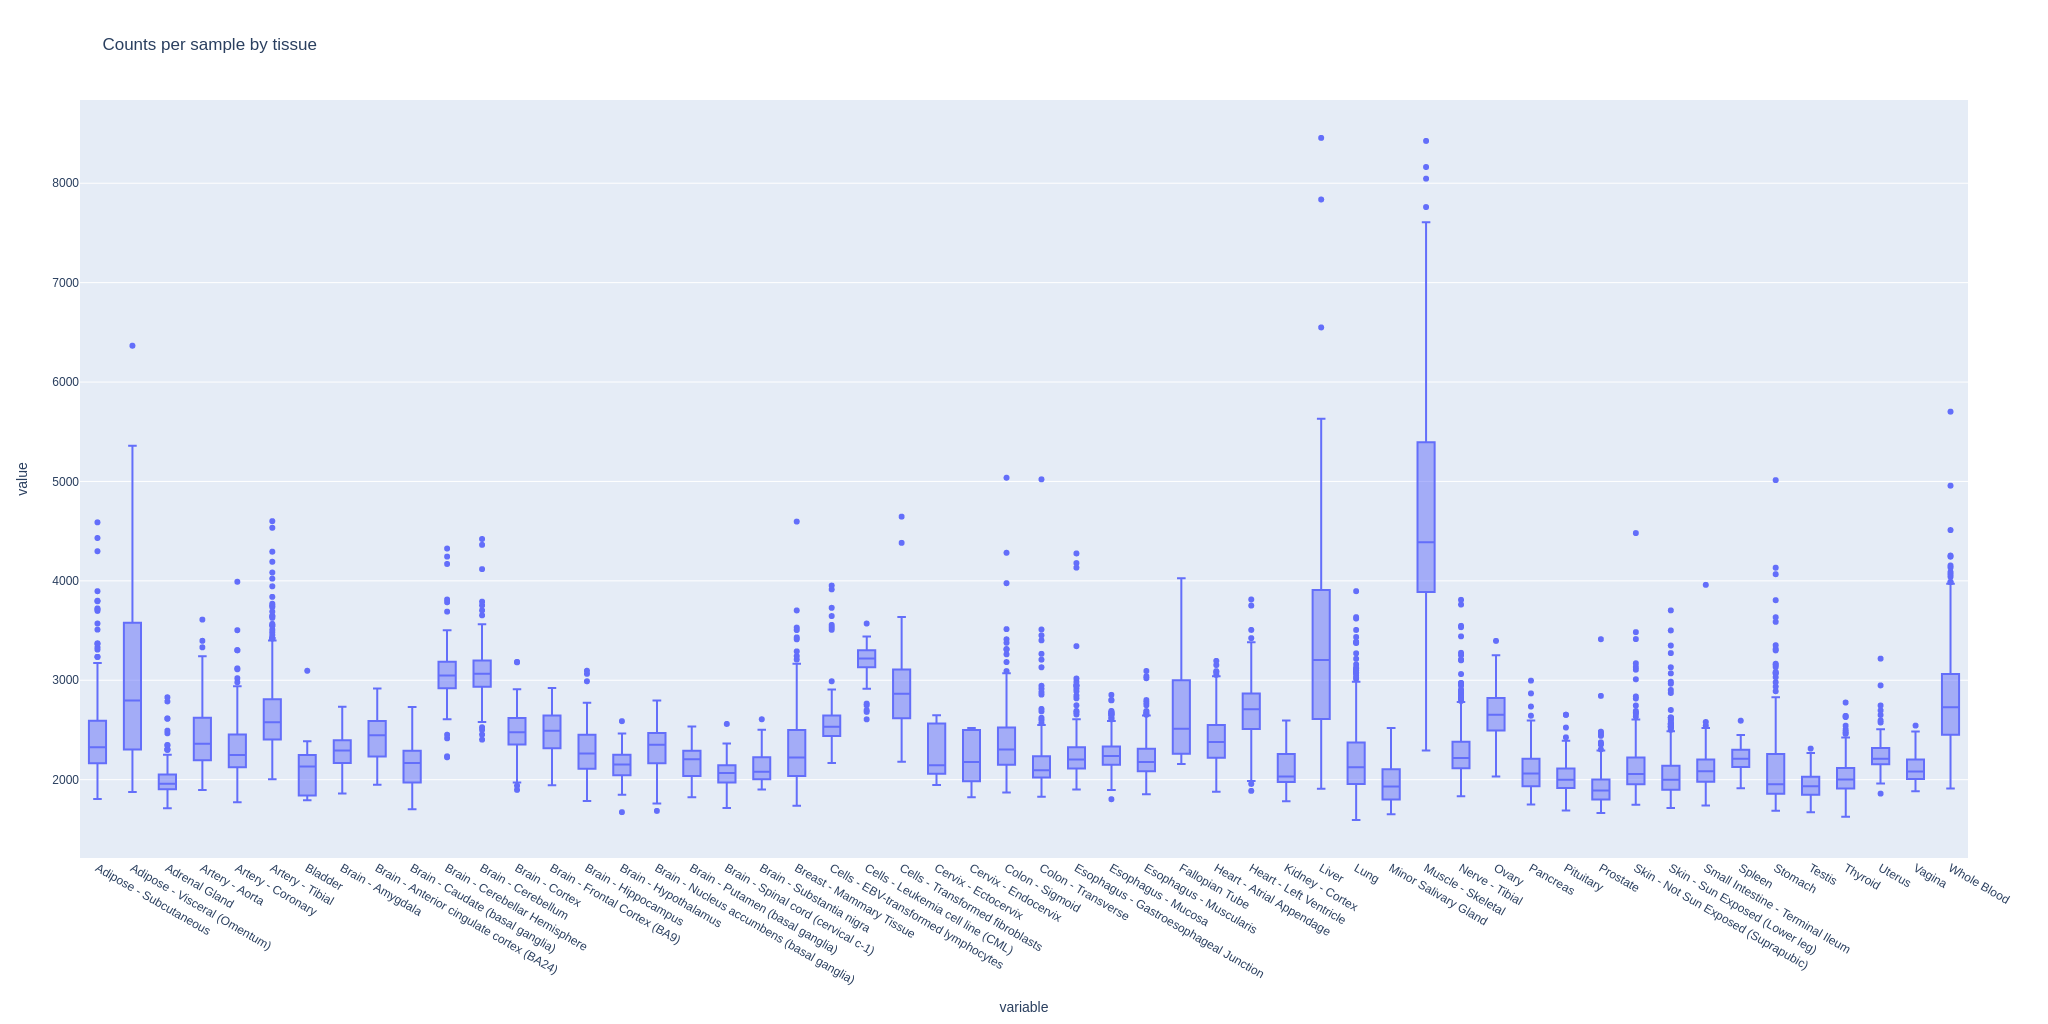 Counts per sample by tissue
value
8000
7000
6000
5000
4000
3000
2000
Adipose - Subcutaneous
Adipose - Visceral (Omentum)
Adrenal Gland
Artery - Aorta
Artery - Coronary
Artery - Tibial
Bladder
Brain - Amygdala
Brain - Anterior cingulate cortex (BA24)
Brain - Caudate (basal ganglia)
Brain - Cerebellar Hemisphere
Brain - Cerebellum
Brain - Cortex
Brain - Frontal Cortex (BA9)
Brain - Hippocampus
Brain - Hypothalamus
Brain - Nucleus accumbens (basal ganglia)
Brain - Putamen (basal ganglia)
Brain - Spinal cord (cervical c-1)
Brain - Substantia nigra
Breast - Mammary Tissue
Cells - EBV-transformed lymphocytes
Cells - Leukemia cell line (CML)
Cells - Transformed fibroblasts
Cervix - Ectocervix
Cervix - Endocervix
Colon - Sigmoid
Colon - Transverse
Esophagus - Gastroesophageal Junction
Esophagus - Mucosa
Esophagus - Muscularis
Fallopian Tube
Heart - Atrial Appendage
Heart - Left Ventricle
Kidney - Cortex
Liver
Lung
Minor Salivary Gland
Muscle - Skeletal
Nerve - Tibial
Ovary
Pancreas
Pituitary
Prostate
Skin - Not Sun Exposed (Suprapubic)
Skin - Sun Exposed (Lower leg)
Small Intestine - Terminal Ileum
Spleen
Stomach
Testis
Thyroid
Uterus
Vagina
Whole Blood
variable